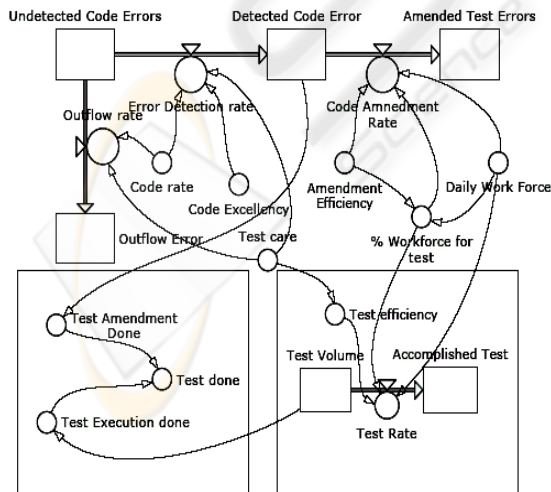 Undetected Code Errors
Detected Code Error
Amended Test Errors
Outflow rate
Error Detection rate
Code Amnedment
Rate
Code rate
Code Excellency
Amendment
Efficiency
Daily Work Force
Outflow Error
Test care
% Workforce for
test
Test Amendment
Done
Test efficiency
Test Volume
Accomplished Test
Test done
Test Execution done
Test Rate